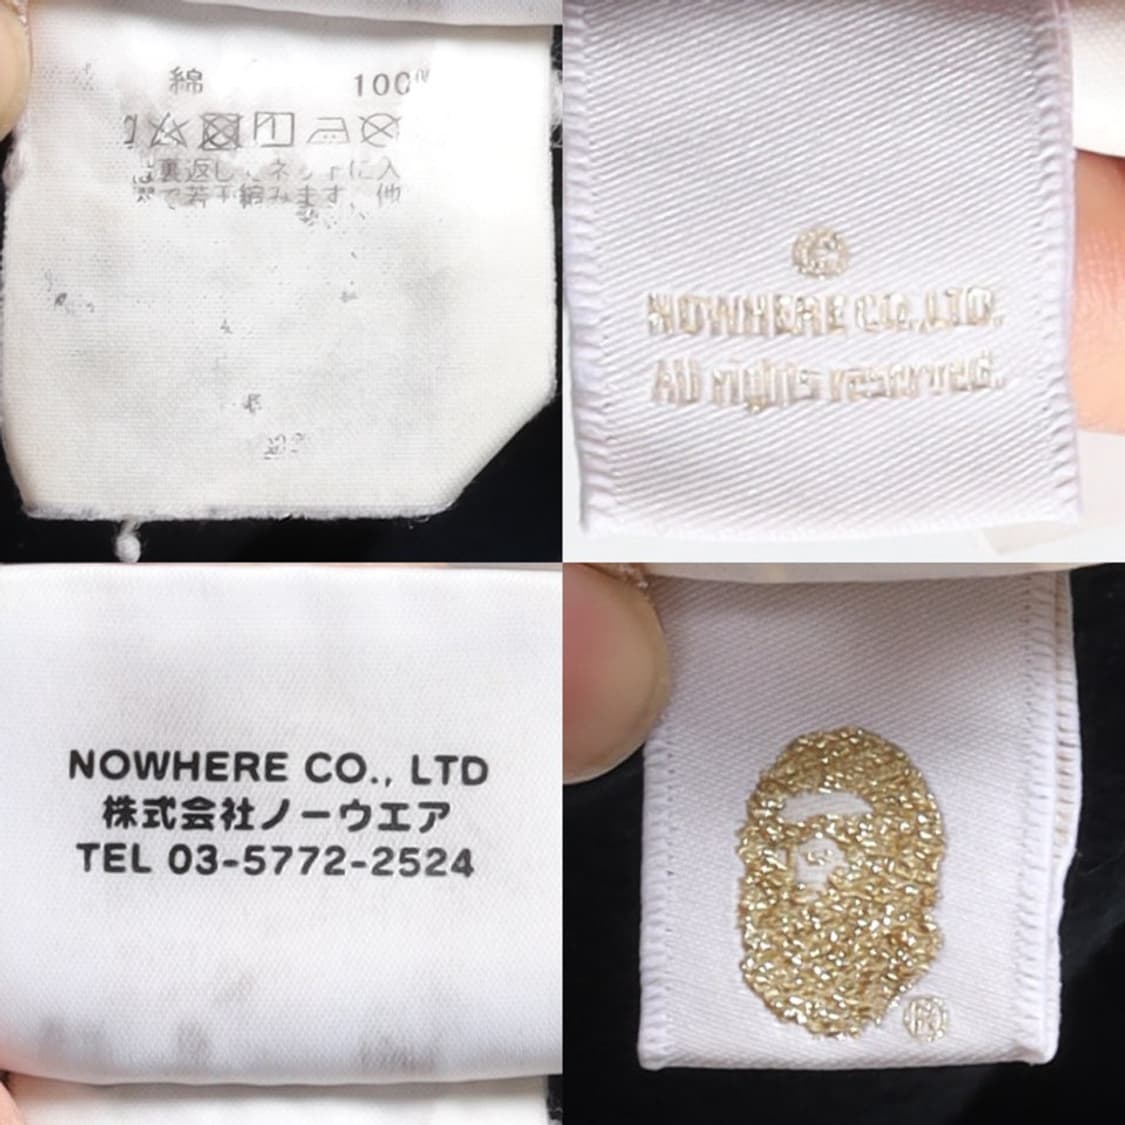 綿 100%
裏返し、ネットに入
で若干縮みます。他
©
NOWHERE CO., LTD.
All rights reserved.
NOWHERE CO., LTD
株式会社ノーウエア
TEL 03-5772-2524
®